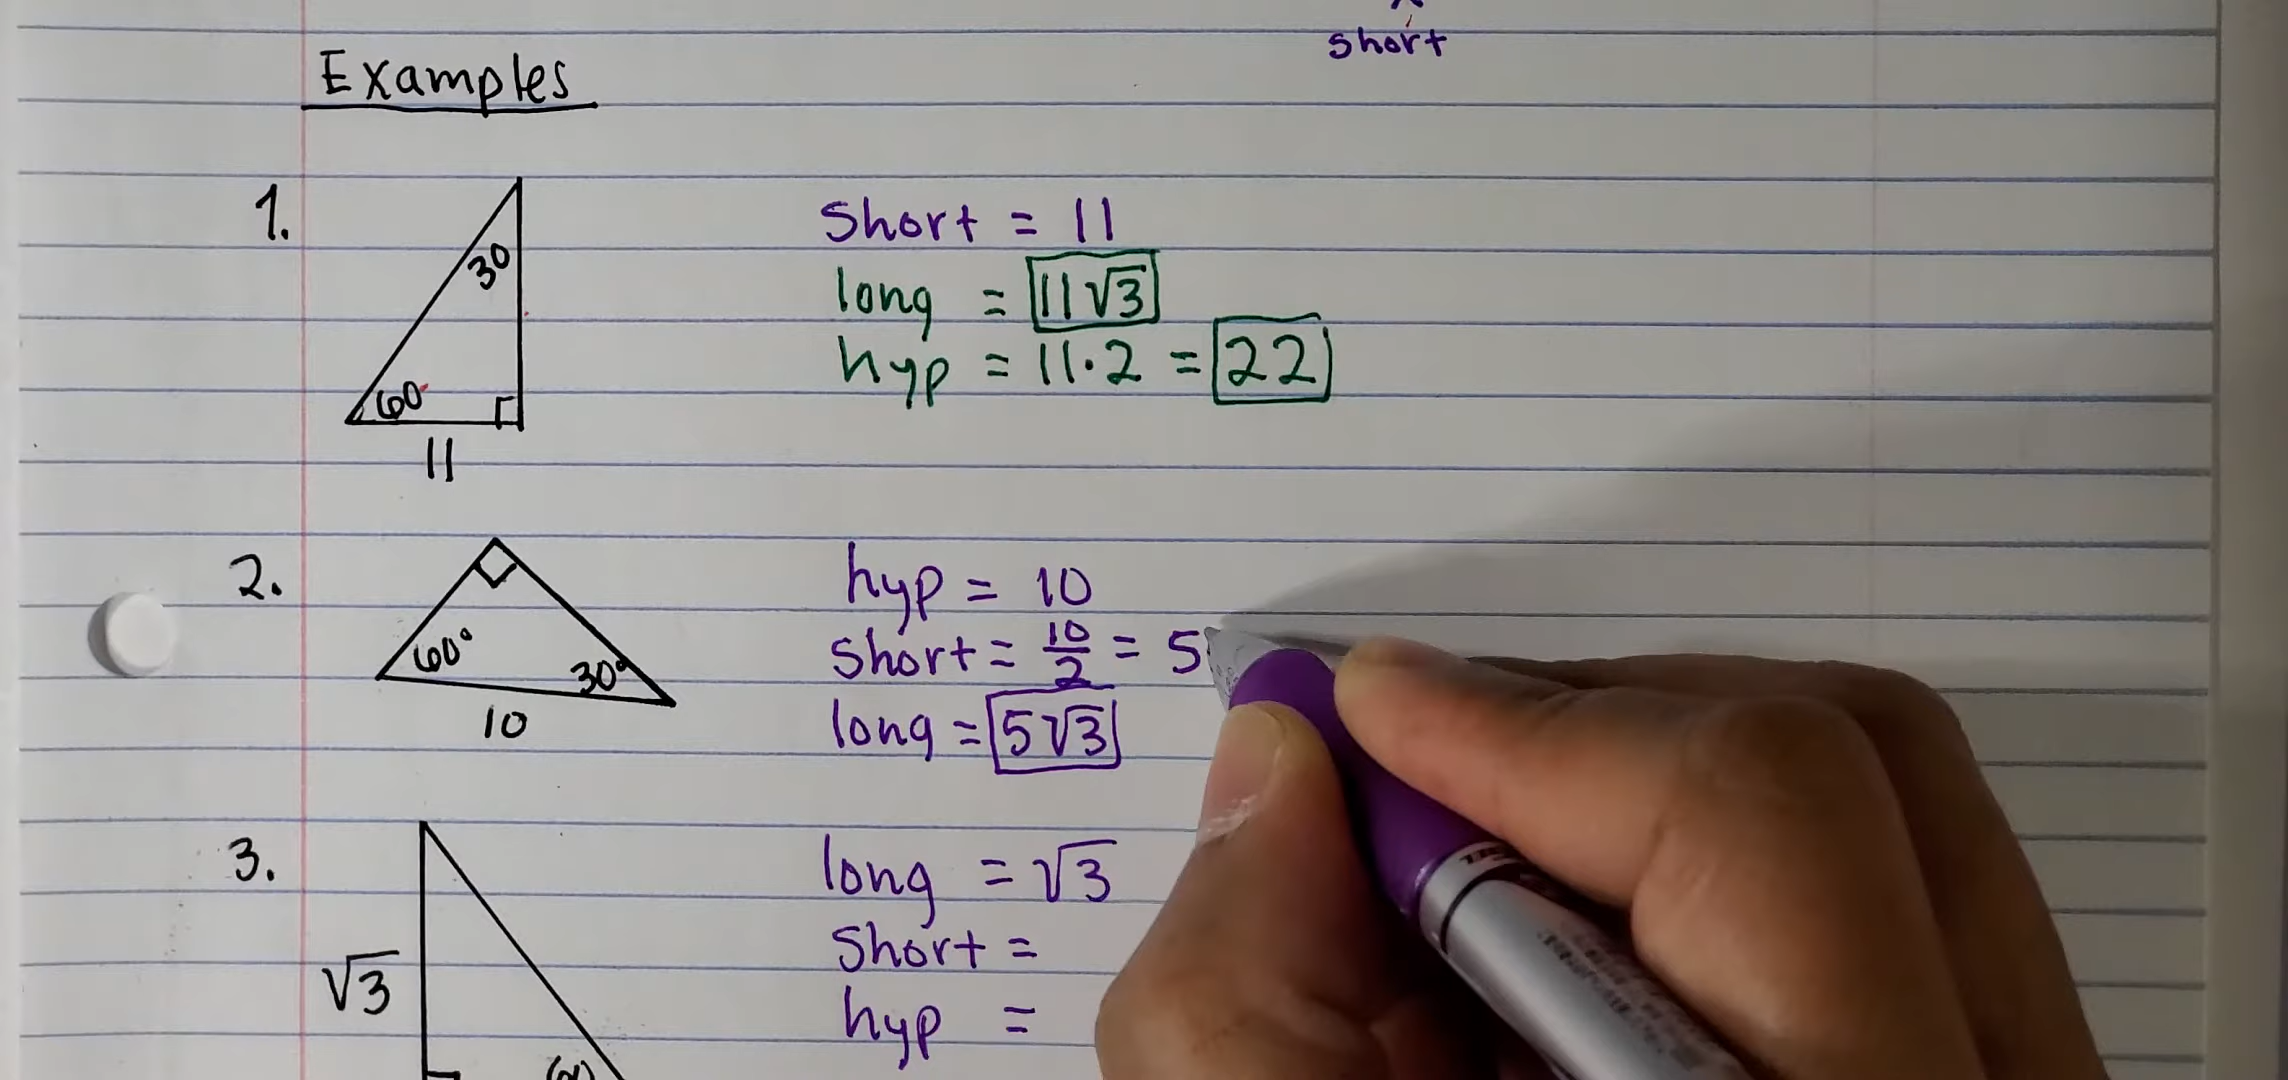 short
Examples
1.
30
60°
11
Short = 11
long = 11√3
hyp = 11·2 = 22
2.
60°
30°
10
hyp = 10
short = 10/2 = 5
long = 5√3
3.
√3
long = √3
Short =
hyp =